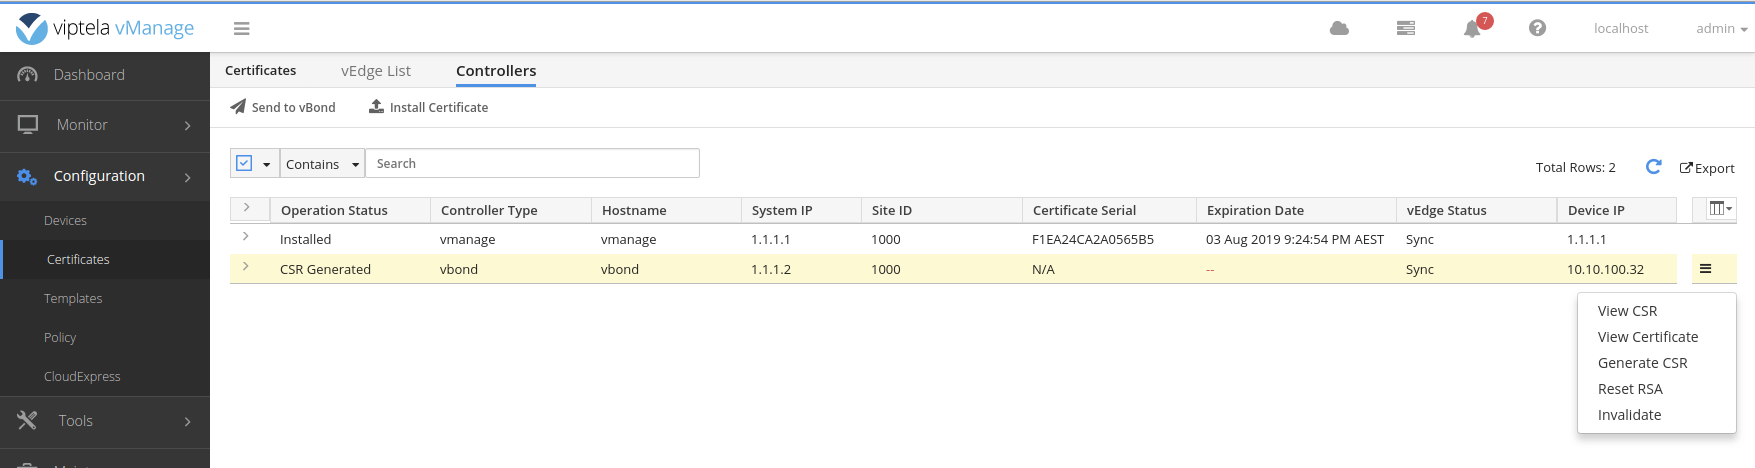 viptela vManage
7
localhost
admin
Dashboard
Monitor
Configuration
Devices
Certificates
Templates
Policy
CloudExpress
Tools
Certificates vEdge List Controllers
Send to vBond Install Certificate
Contains Search
Total Rows: 2 Export
Operation Status Controller Type Hostname System IP Site ID Certificate Serial Expiration Date vEdge Status Device IP
Installed vmanage vmanage 1.1.1.1 1000 F1EA24CA2A0565B5 03 Aug 2019 9:24:54 PM AEST Sync 1.1.1.1
CSR Generated vbond vbond 1.1.1.2 1000 N/A -- Sync 10.10.100.32
View CSR
View Certificate
Generate CSR
Reset RSA
Invalidate